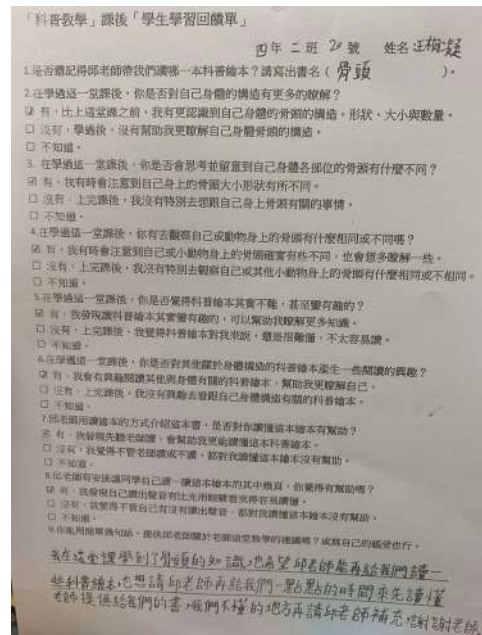 「科普教學」課後「學生學習回饋單」
四年 二班 20號 姓名 汪
1.是否還記得邱老師帶我們讀哪一本科普繪本?請寫出書名( 骨頭 )。
2.在學過這一堂課後,你是否對自己身體的構造有更多的瞭解?
☑ 有,比上這堂課之前,我有更認識到自己身體的骨頭的構造,形狀、大小與數量。
☐ 沒有,學過後,沒有幫助我更瞭解自己身體骨頭的構造。
☐ 不知道。
3. 在學過這一堂課後,你是否會思考並留意到自己身體各部位的骨頭有什麼不同?
☑ 有,我有時會注意到自己身上的骨頭大小形狀有所不同。
☐ 沒有,上完課後,我沒有特別去想跟自己身上骨頭有關的事情。
☐ 不知道。
4.在學過這一堂課後,你有去觀察自己或動物身上的骨頭有什麼相同或不同嗎?
☑ 有,我有時會注意到自己或小動物身上的骨頭確實有些不同,也會想多瞭解一些。
☐ 沒有,上完課後,我沒有特別去觀察自己或其他小動物身上的骨頭有什麼相同或不相同。
☐ 不知道。
5.在學過這一堂課後,你是否覺得科普繪本其實不難,甚至蠻有趣的?
☑ 有,我發現讀科普繪本其實蠻有趣的,可以幫助我瞭解更多知識。
☐ 沒有,上完課後,我覺得科普繪本對我來說,還是很難懂,不太容易讀。
☐ 不知道。
6.在學過這一堂課後,你是否對其他關於身體構造的科普繪本產生一些閱讀的興趣?
☑ 有,我會有興趣閱讀其他與身體有關的科普繪本,幫助我更瞭解自己。
☐ 沒有,上完課後,我沒有興趣去看跟自己身體構造有關的科普繪本。
☐ 不知道。
7.邱老師用讀繪本的方式介紹這本書,是否對你讀懂這本繪本有幫助?
☑ 有,我發現先聽老師讀,會幫助我更能讀懂這本科普繪本。
☐ 沒有,我覺得不管老師讀或不讀,都對我讀懂這本繪本沒有幫助。
☐ 不知道。
8.邱老師有安排讓同學自己讀一讀這本繪本的其中幾頁,你覺得有幫助嗎?
☑ 有,我發現自己讀出聲音有比光用眼睛看來得容易讀懂。
☐ 沒有,我覺得不管自己有沒有讀出聲音,都對我讀懂這本繪本沒有幫助。
☐ 不知道。
9.你能用簡單幾句話,提供邱老師關於老師這堂教學的建議嗎?或寫自己的感覺也行。
我在這堂課學到了骨頭的知識,也希望邱老師能再給我們讀一
些科普繪本,也想請邱老師再給我們一點點的時間來先讀懂
老師提供給我們的書,我們不懂的地方再請邱老師補充,謝謝老師